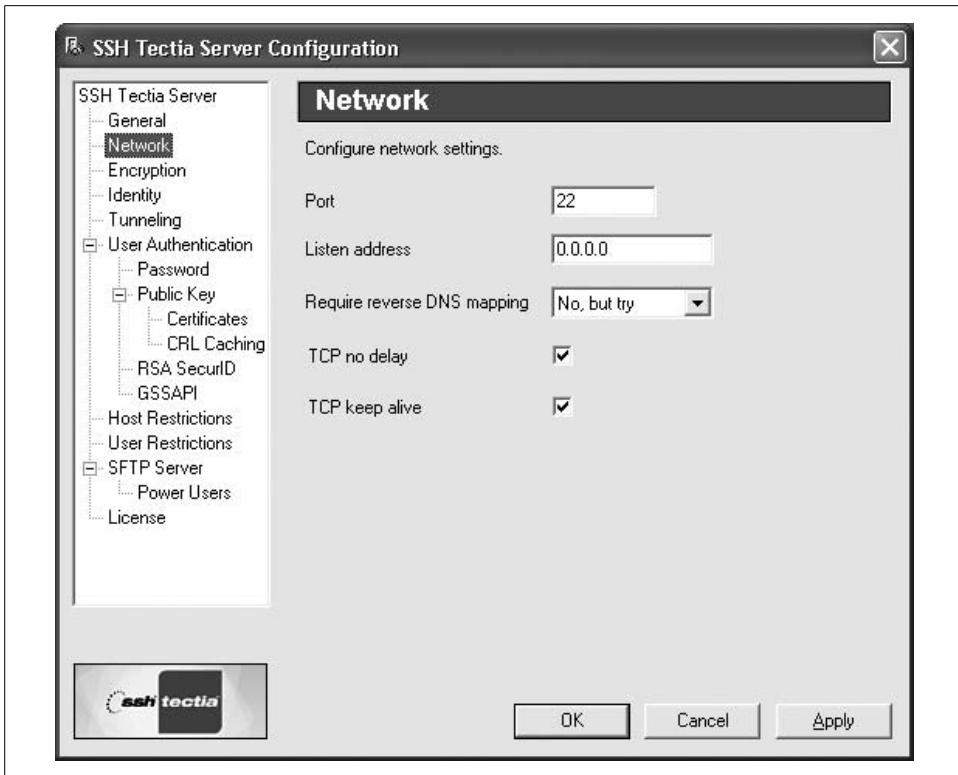 SSH Tectia Server Configuration
SSH Tectia Server
General
Network
Encryption
Identity
Tunneling
User Authentication
Password
Public Key
Certificates
CRL Caching
RSA SecurID
GSSAPI
Host Restrictions
User Restrictions
SFTP Server
Power Users
License
ssh tectia
Network
Configure network settings.
Port 22
Listen address 0.0.0.0
Require reverse DNS mapping No, but try
TCP no delay
TCP keep alive
OK Cancel Apply